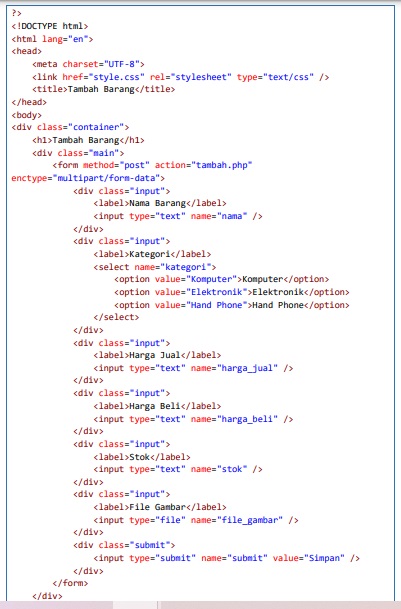 ?>
<!DOCTYPE html>
<html lang="en">
<head>
    <meta charset="UTF-8">
    <link href="style.css" rel="stylesheet" type="text/css" />
    <title>Tambah Barang</title>
</head>
<body>
<div class="container">
    <h1>Tambah Barang</h1>
    <div class="main">
        <form method="post" action="tambah.php"
enctype="multipart/form-data">
            <div class="input">
                <label>Nama Barang</label>
                <input type="text" name="nama" />
            </div>
            <div class="input">
                <label>Kategori</label>
                <select name="kategori">
                    <option value="Komputer">Komputer</option>
                    <option value="Elektronik">Elektronik</option>
                    <option value="Hand Phone">Hand Phone</option>
                </select>
            </div>
            <div class="input">
                <label>Harga Jual</label>
                <input type="text" name="harga_jual" />
            </div>
            <div class="input">
                <label>Harga Beli</label>
                <input type="text" name="harga_beli" />
            </div>
            <div class="input">
                <label>Stok</label>
                <input type="text" name="stok" />
            </div>
            <div class="input">
                <label>File Gambar</label>
                <input type="file" name="file_gambar" />
            </div>
            <div class="submit">
                <input type="submit" name="submit" value="Simpan" />
            </div>
        </form>
    </div>